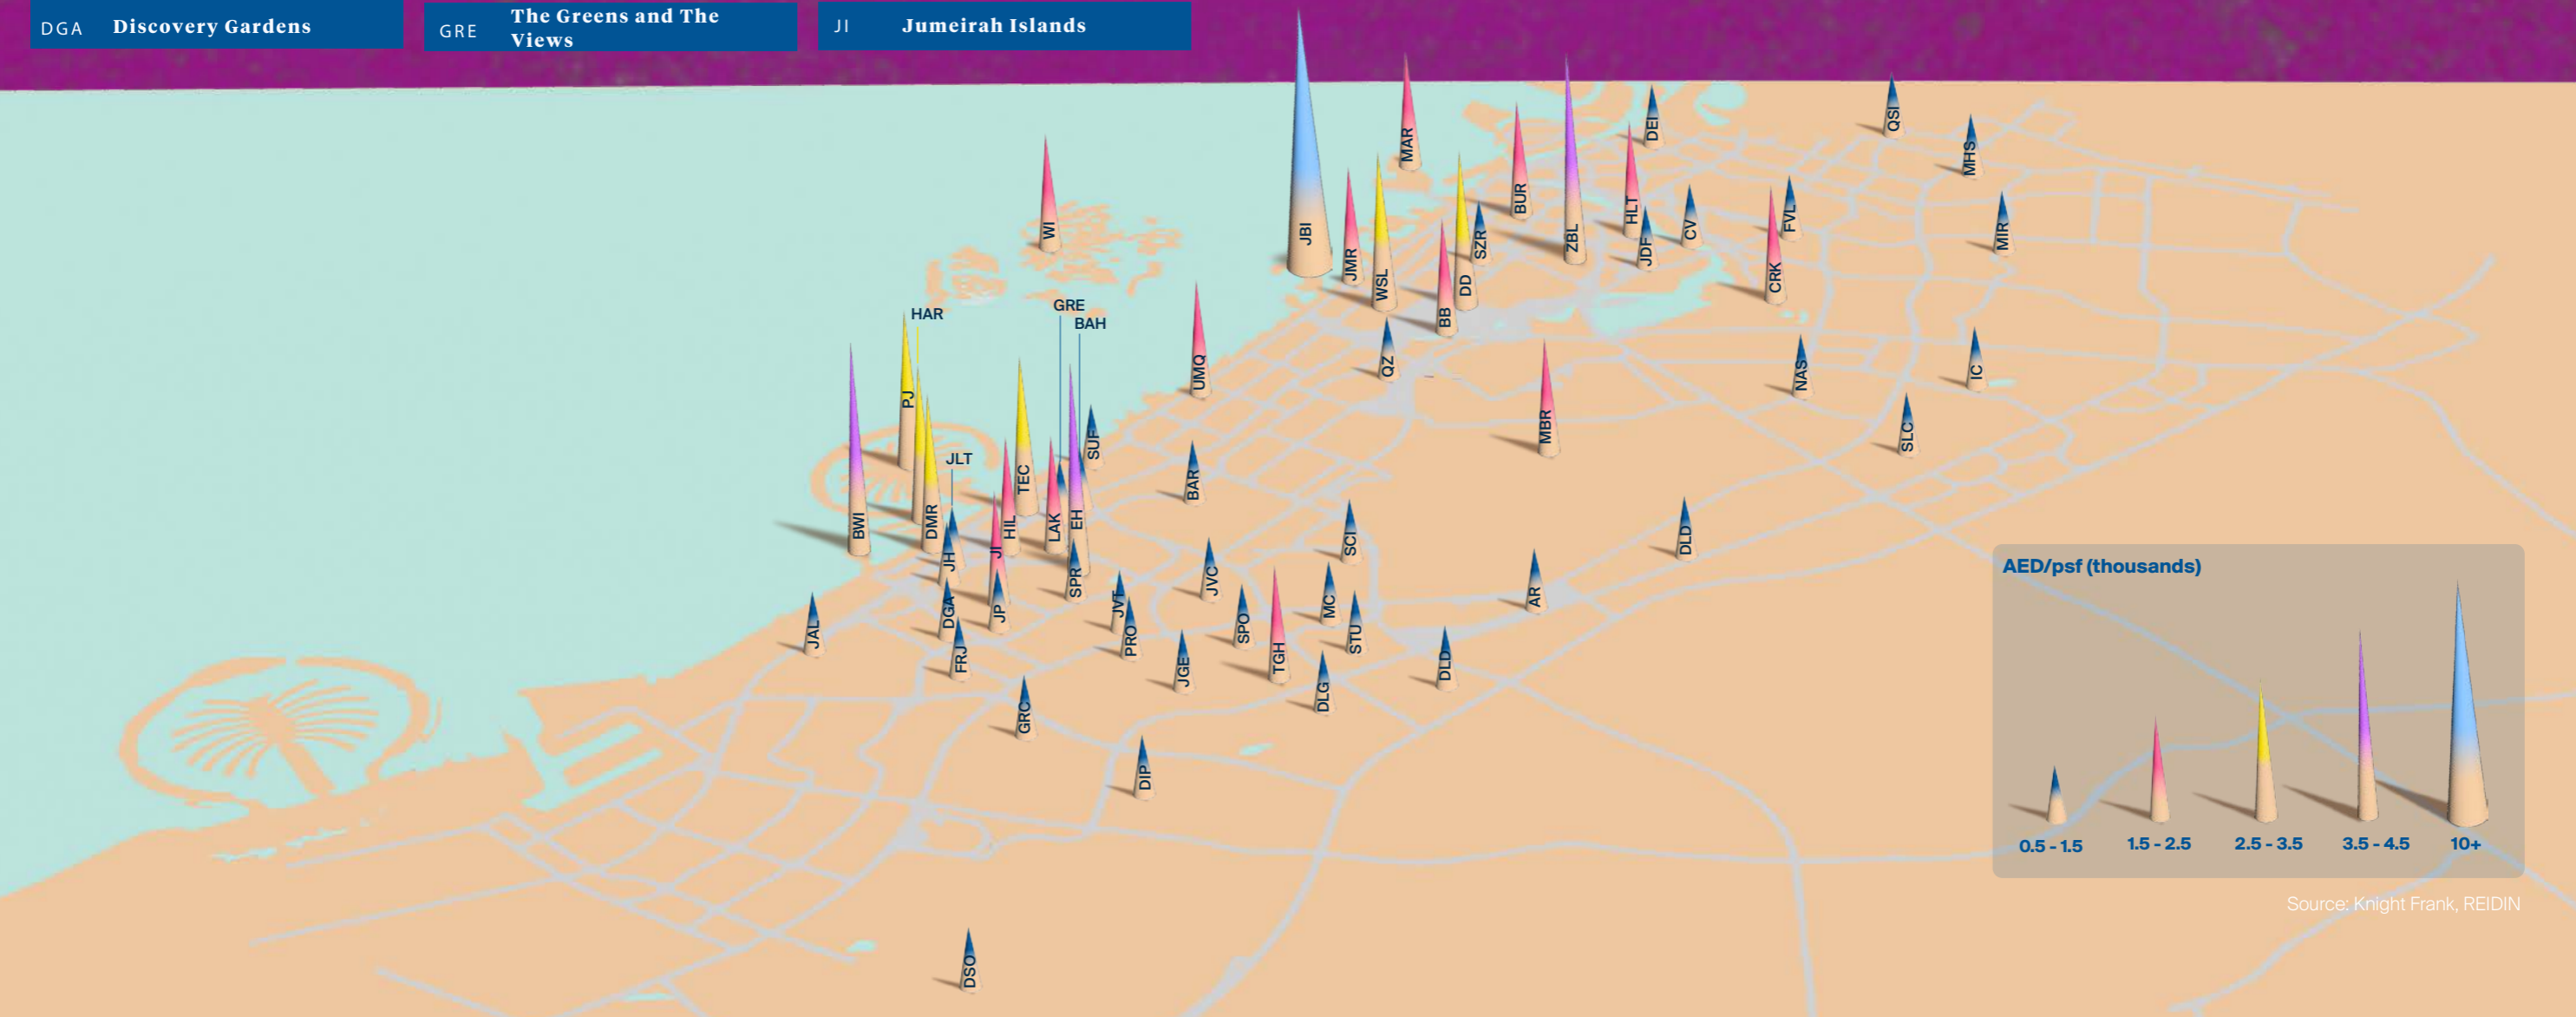 DGA Discovery Gardens
GRE The Greens and The
Views
JI Jumeirah Islands
QSI
DEI
MAR
MHS
BUR
HLT
FVL
CV
WI
JBI
ZBL
MIR
SZR
JDF
JMR
DD
CRK
WSL
BB
HAR
GRE
BAH
UMQ
QZ
NAS
IC
PJ
MBR
SLC
SUF
JLT
TEC
BAR
BWI
DMR
HIL
LAK
EH
SCI
DLD
JH
JI
SPR
JVC
AR
DGA
JP
JVT
MC
JAL
PRO
SPO
STU
FRJ
JGE
TGH
DLD
DLG
GRC
DIP
DSO
AED/psf (thousands)
0.5 - 1.5
1.5 - 2.5
2.5 - 3.5
3.5 - 4.5
10+
Source: Knight Frank, REIDIN